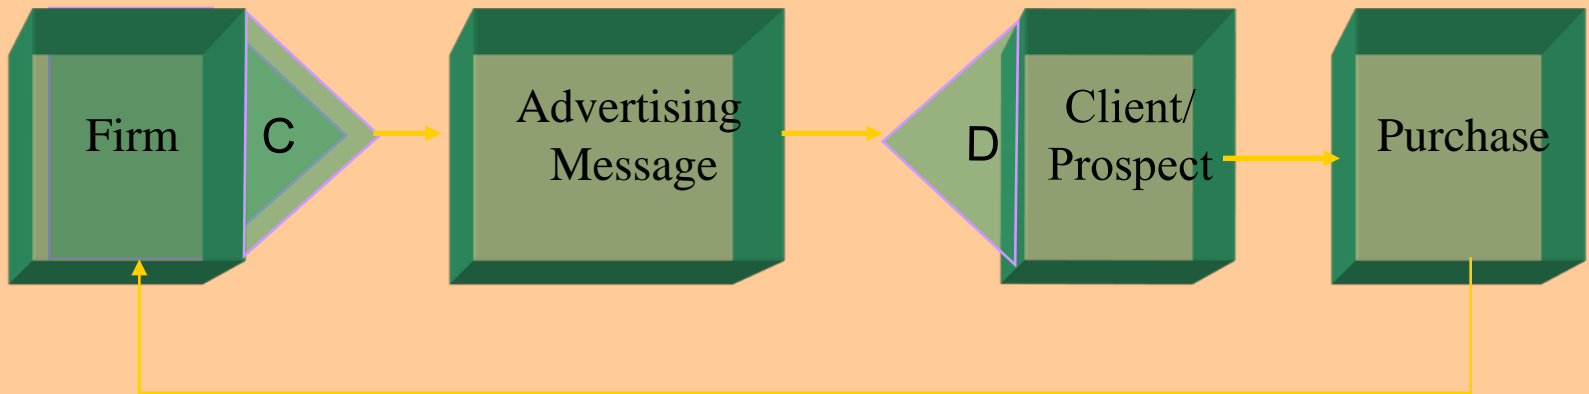 Firm
C
Advertising
Message
D
Client/
Prospect
Purchase